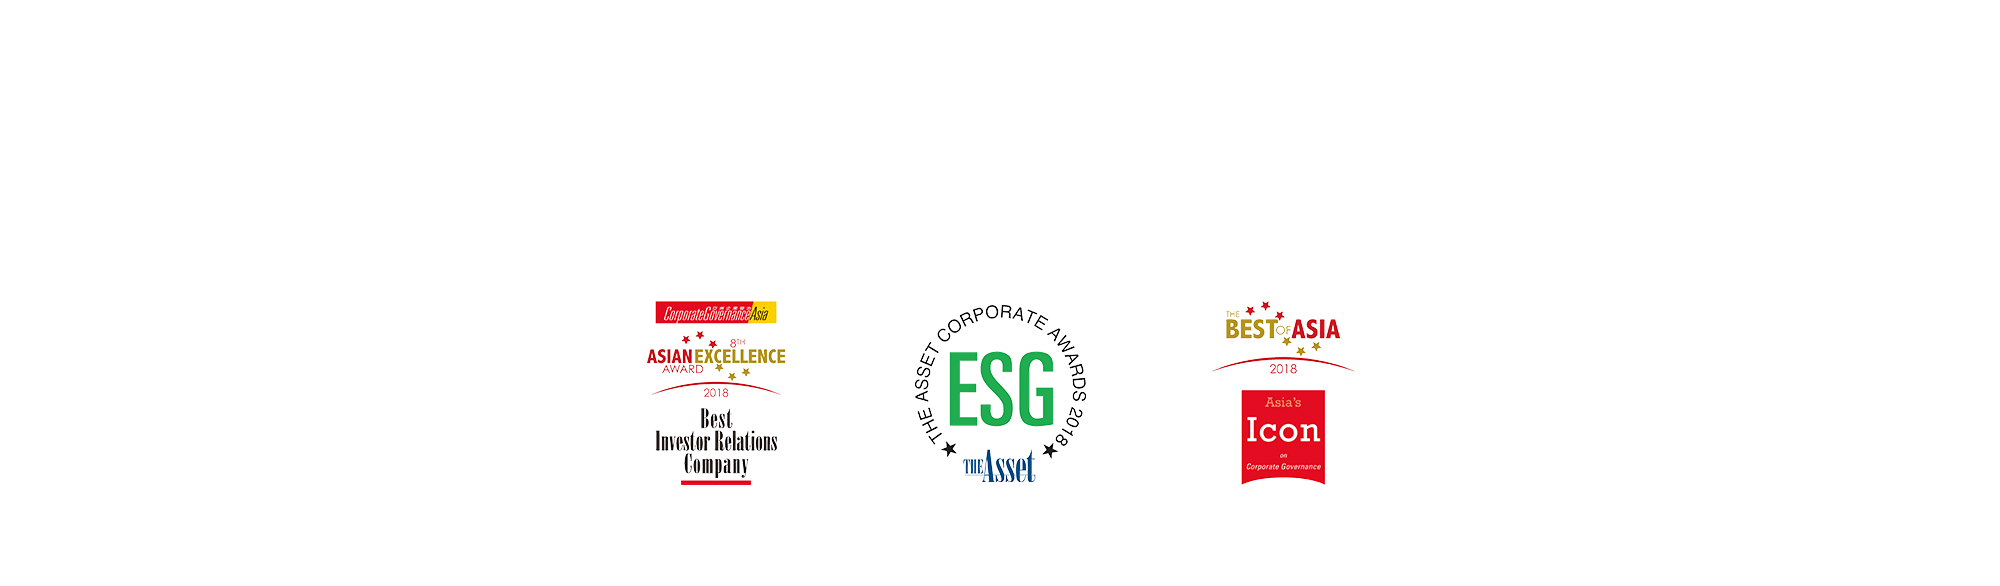 CorporateGovernanceAsia
8TH
ASIAN EXCELLENCE
AWARD
2018
Best
Investor Relations
Company
THE ASSET CORPORATE AWARDS 2018
ESG
THE Asset
THE
BEST OF ASIA
2018
Asia's
Icon
on
Corporate Governance